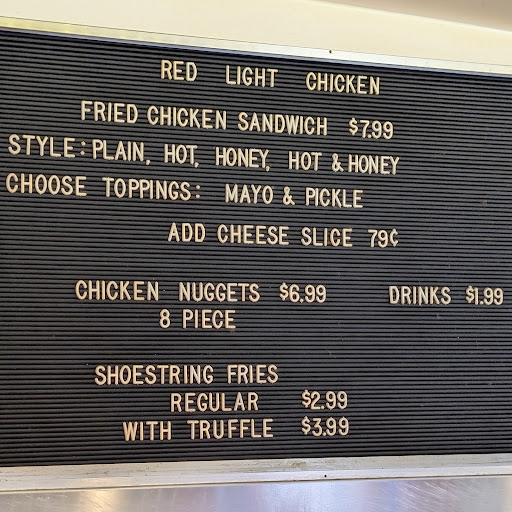 RED LIGHT CHICKEN
FRIED CHICKEN SANDWICH $7.99
STYLE: PLAIN, HOT, HONEY, HOT & HONEY
CHOOSE TOPPINGS: MAYO & PICKLE
ADD CHEESE SLICE 79¢
CHICKEN NUGGETS $6.99 DRINKS $1.99
8 PIECE
SHOESTRING FRIES
REGULAR $2.99
WITH TRUFFLE $3.99